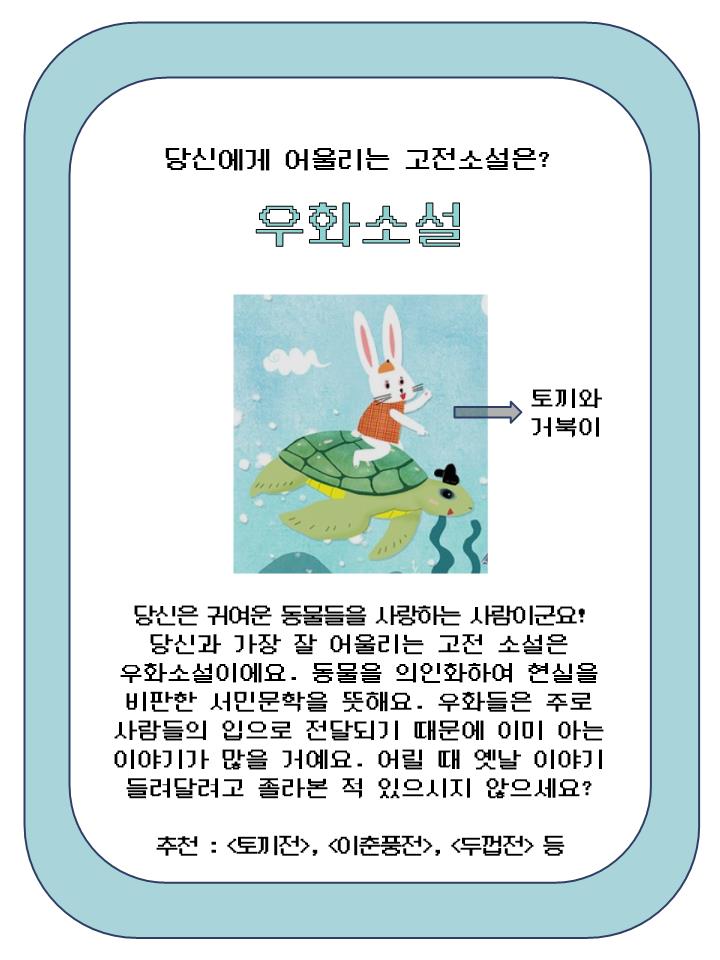 당신에게 어울리는 고전소설은?
우화소설
토끼와
거북이
당신은 귀여운 동물들을 사랑하는 사람이군요!
당신과 가장 잘 어울리는 고전 소설은
우화소설이에요. 동물을 의인화하여 현실을
비판한 서민문학을 뜻해요. 우화들은 주로
사람들의 입으로 전달되기 때문에 이미 아는
이야기가 많을 거예요. 어릴 때 옛날 이야기
들려달려고 졸라본 적 있으시지 않으세요?
추천 : <토끼전>, <이춘풍전>, <두껍전> 등